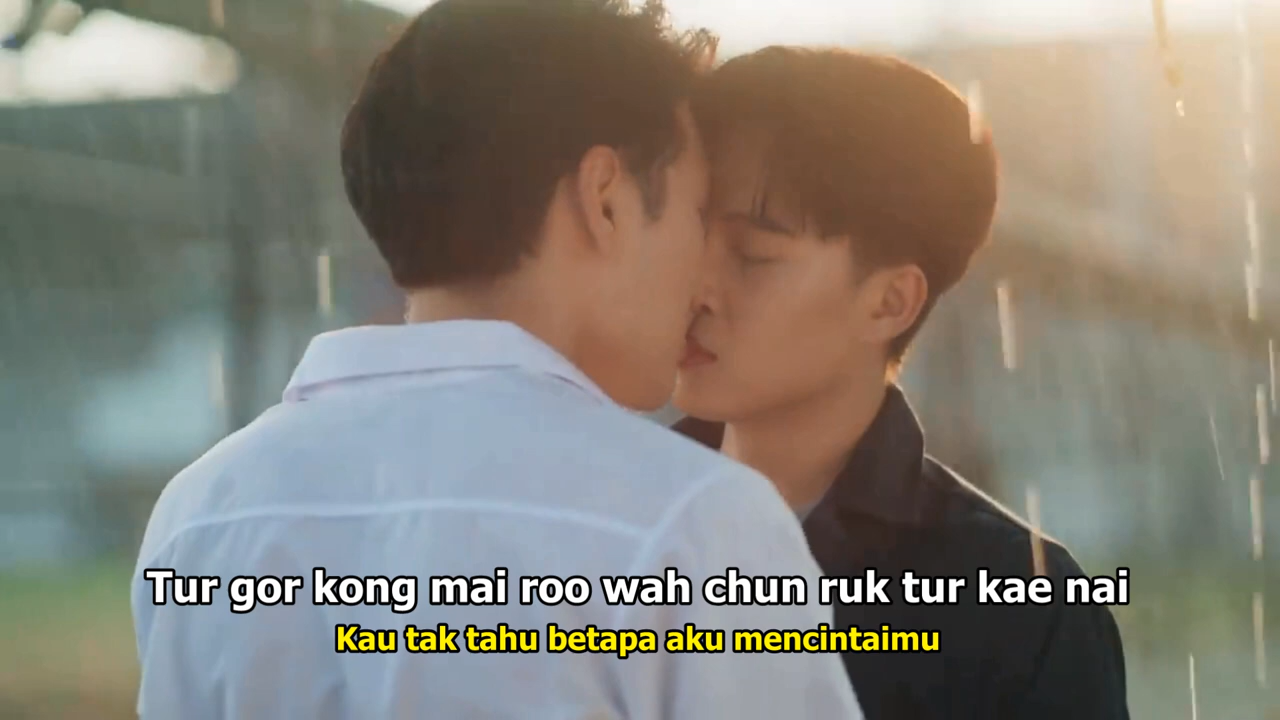 Tur gor kong mai roo wah chun ruk tur kae nai
Kau tak tahu betapa aku mencintaimu